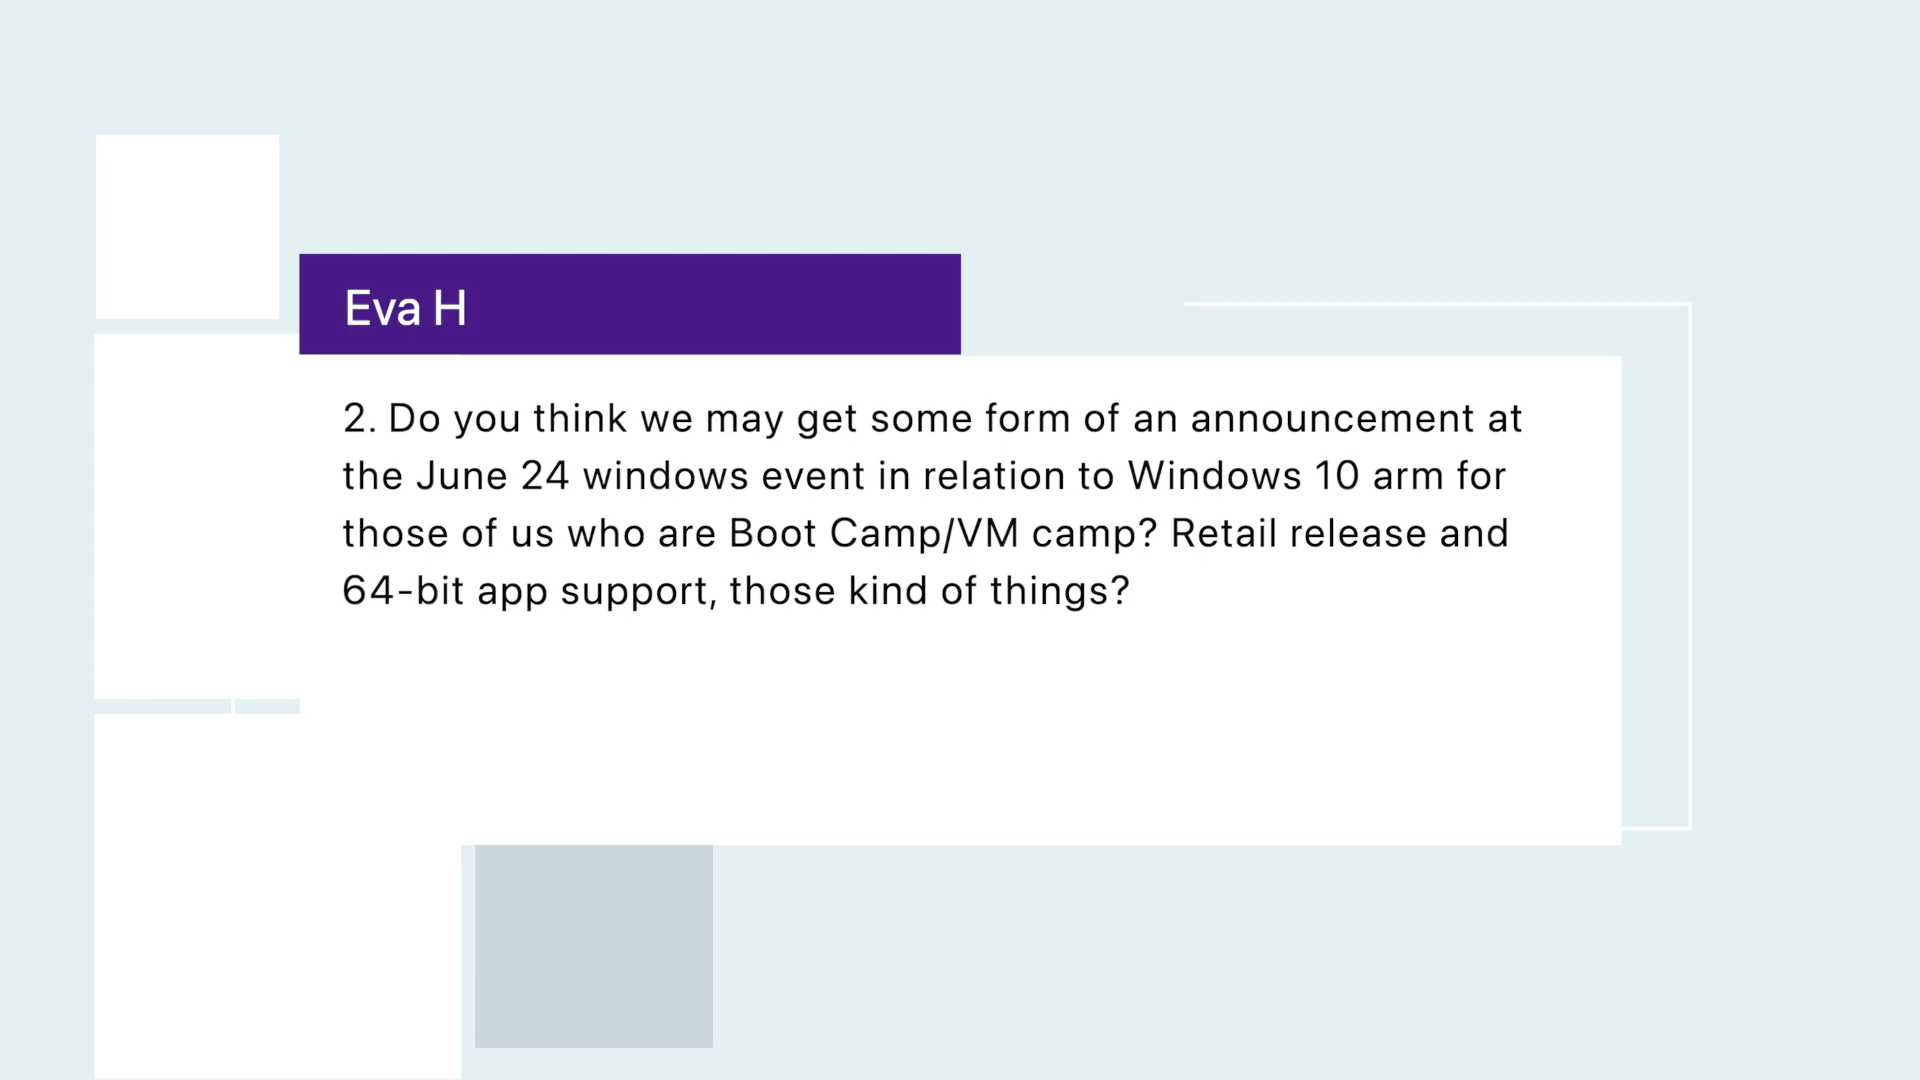 Eva H
2. Do you think we may get some form of an announcement at
the June 24 windows event in relation to Windows 10 arm for
those of us who are Boot Camp/VM camp? Retail release and
64-bit app support, those kind of things?